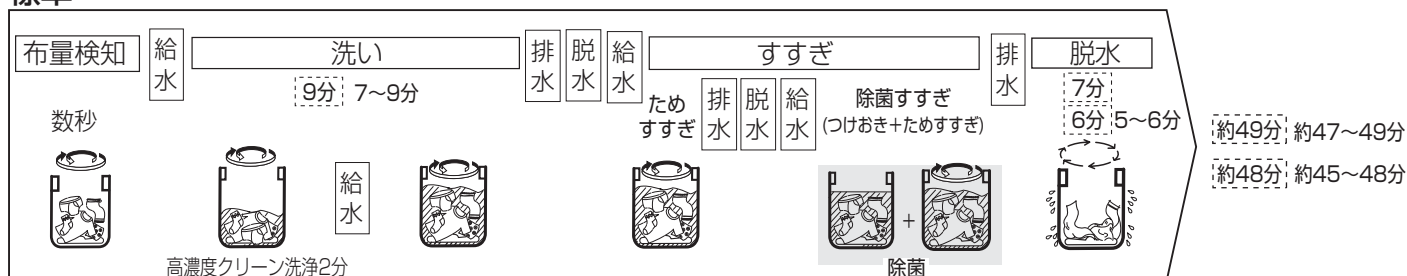 標準
布量検知
給水
洗い
排水
脱水
給水
すすぎ
排水
脱水
9分 7〜9分
7分
6分 5〜6分
数秒
ため
すすぎ
排水
脱水
給水
除菌すすぎ
(つけおき+ためすすぎ)
約49分 約47〜49分
約48分 約45〜48分
給水
+
高濃度クリーン洗浄2分
除菌